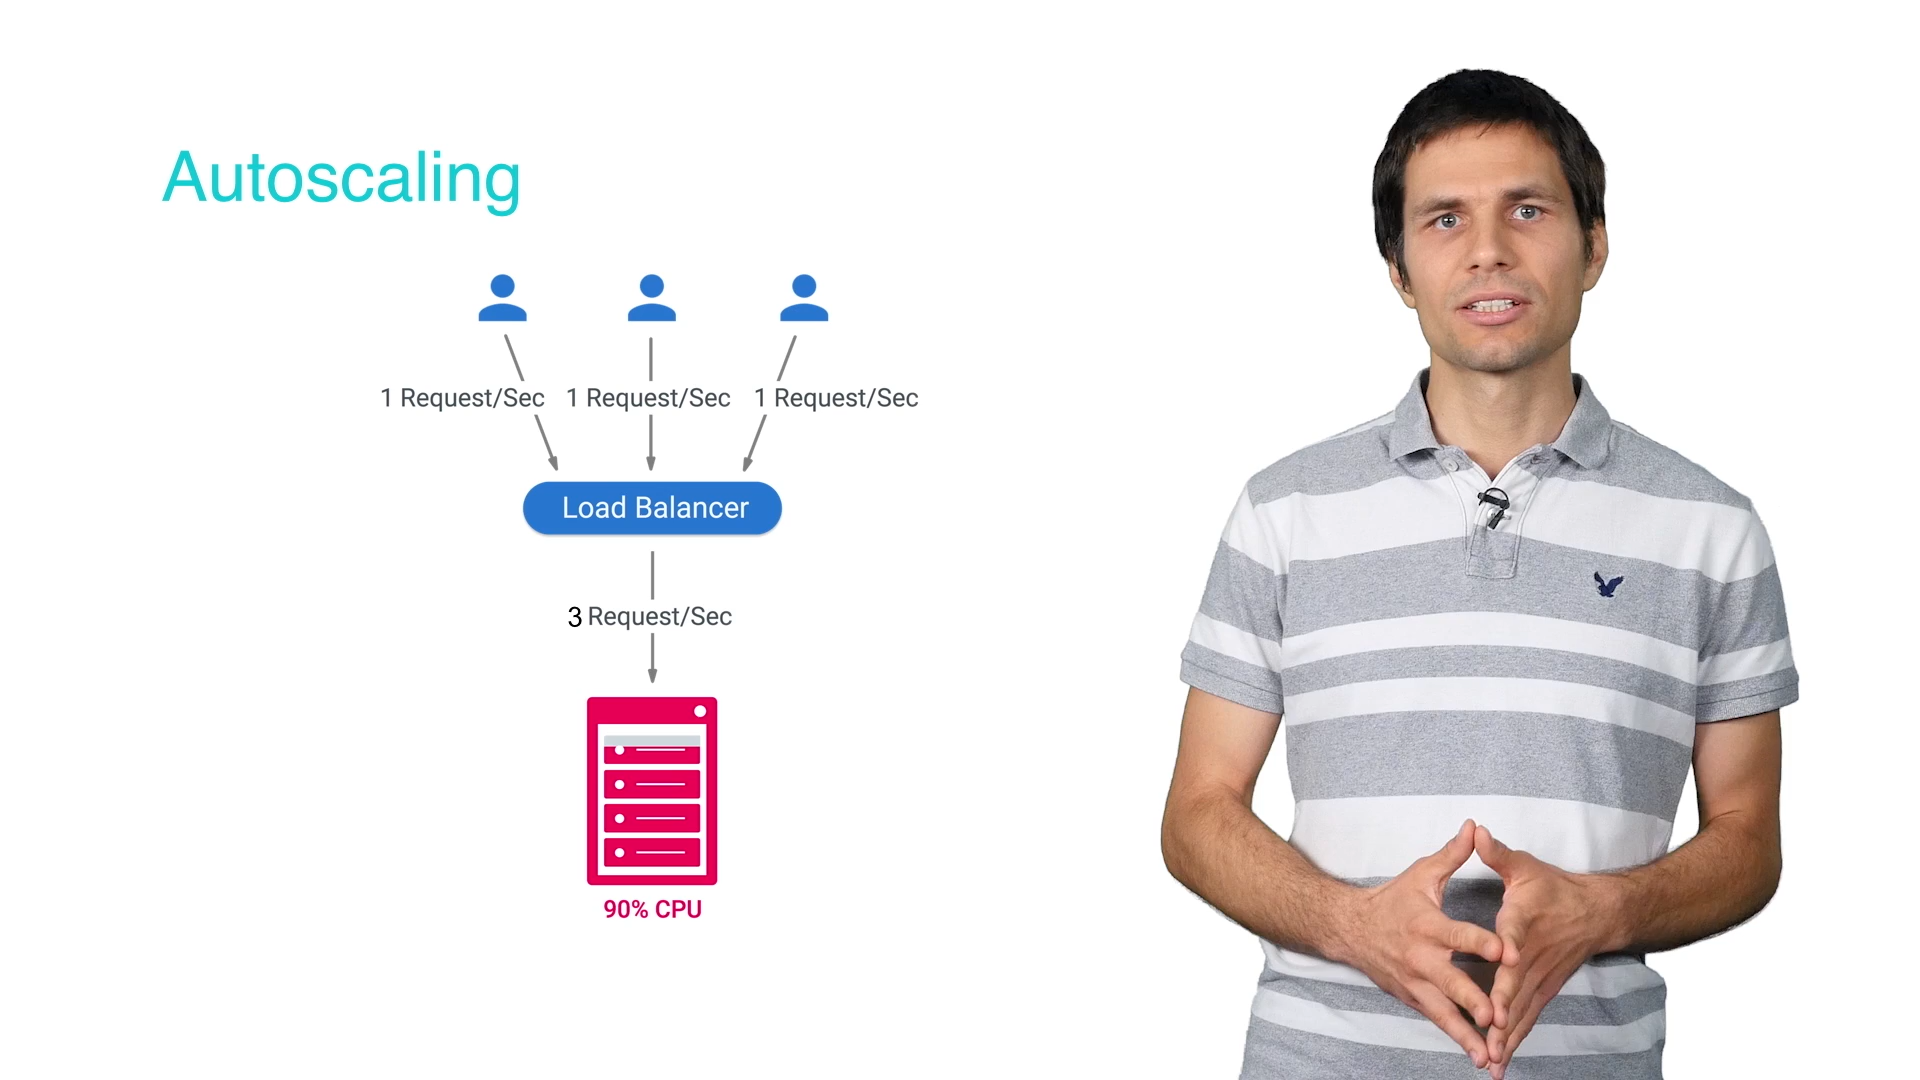 Autoscaling
1 Request/Sec 1 Request/Sec 1 Request/Sec
Load Balancer
3 Request/Sec
90% CPU